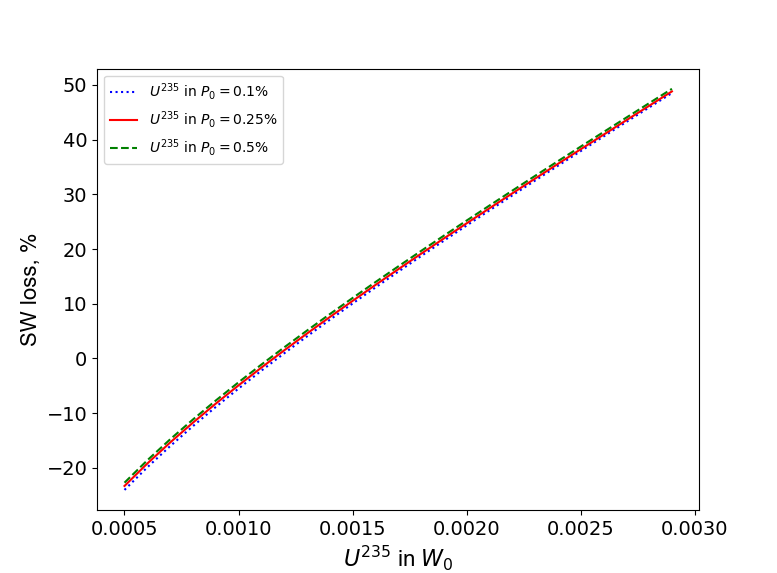 50
40
30
20
10
0
−10
−20
SW loss, %
U²³⁵ in P₀ = 0.1%
U²³⁵ in P₀ = 0.25%
U²³⁵ in P₀ = 0.5%
0.0005 0.0010 0.0015 0.0020 0.0025 0.0030
U²³⁵ in W₀